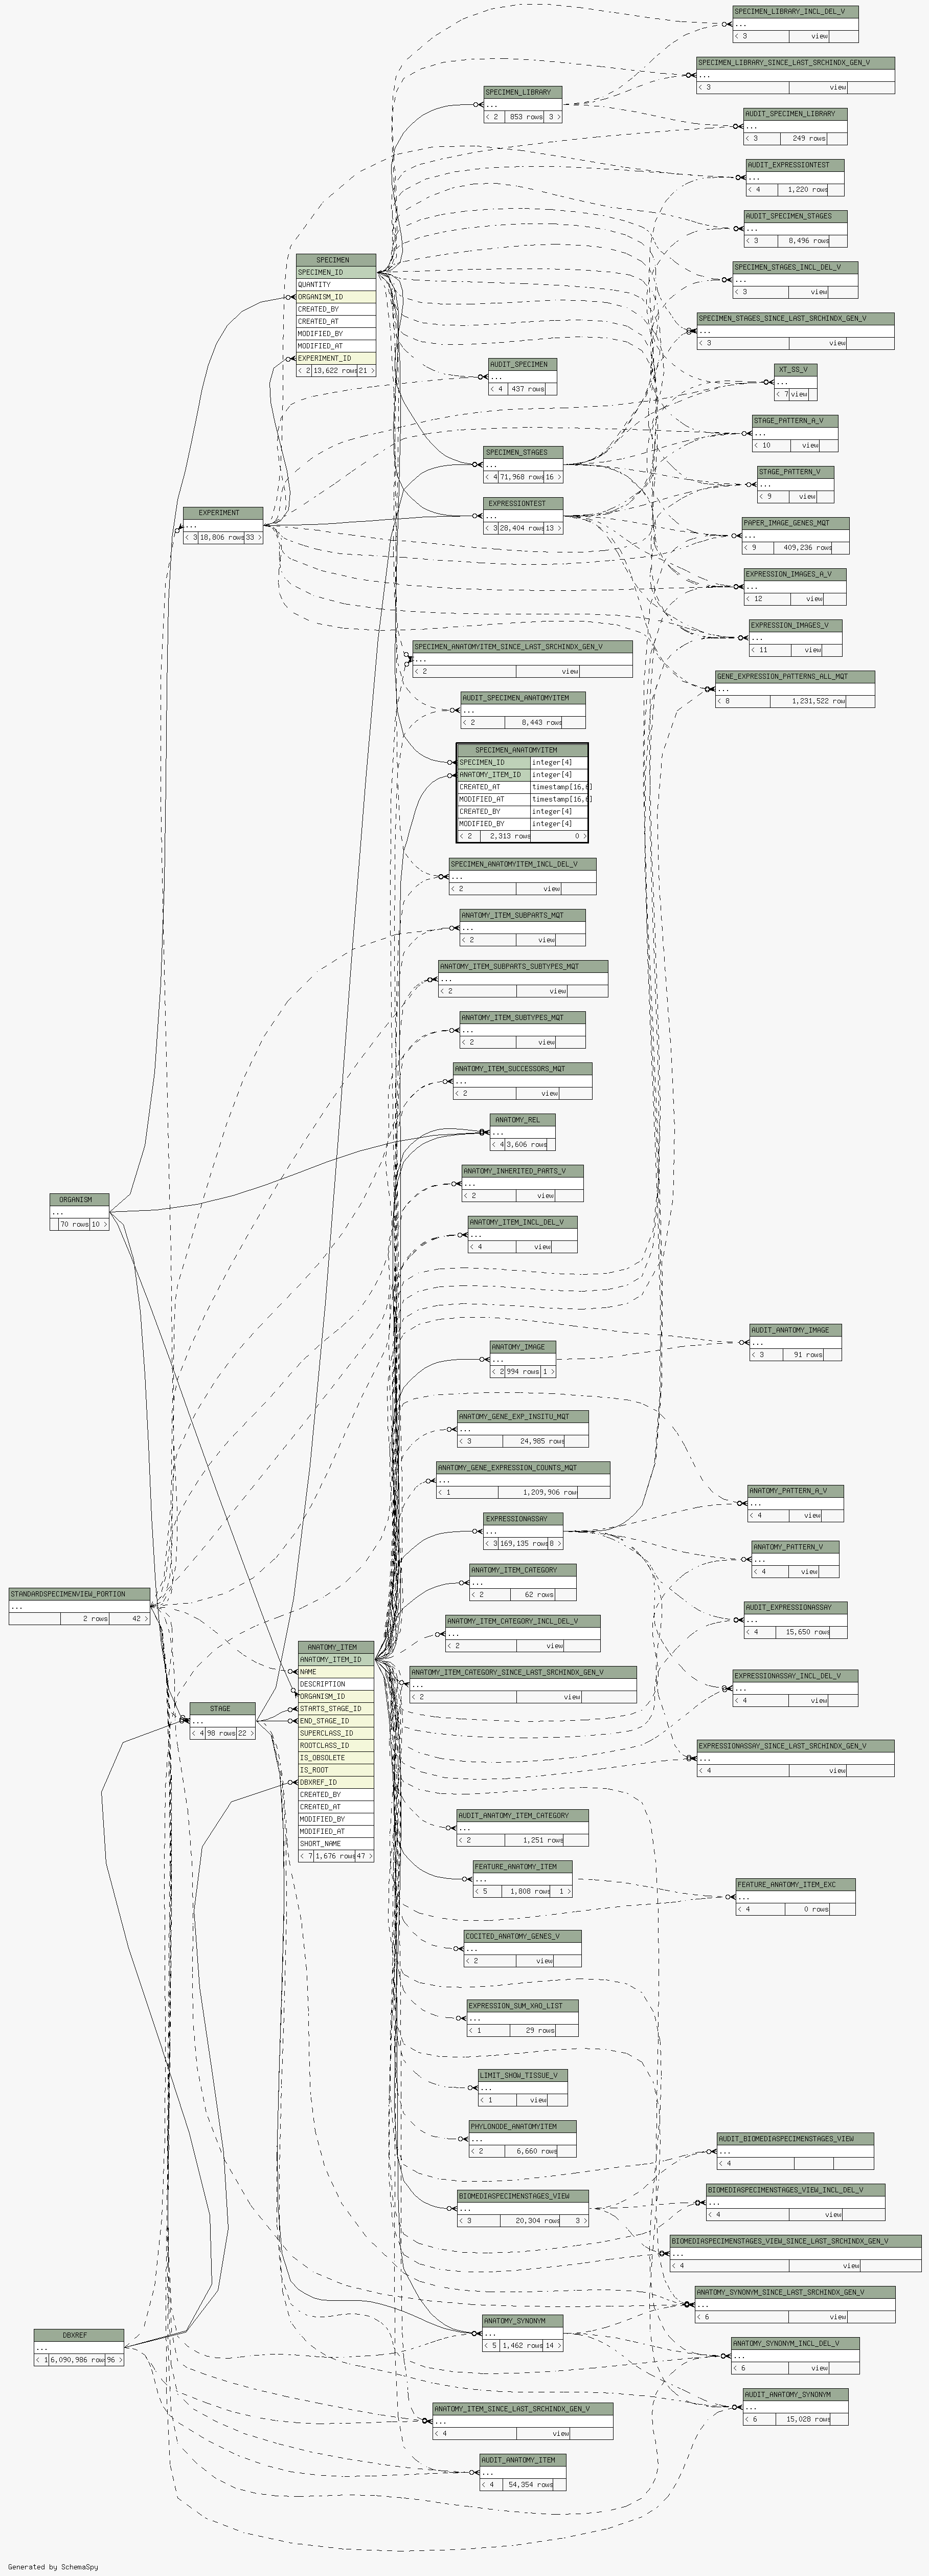 SPECIMEN_LIBRARY_INCL_DEL_V
...
< 3 view
SPECIMEN_LIBRARY_SINCE_LAST_SRCHINDX_GEN_V
...
< 3 view
SPECIMEN_LIBRARY
...
< 2 853 rows 3 >
AUDIT_SPECIMEN_LIBRARY
...
< 3 249 rows
AUDIT_EXPRESSIONTEST
...
< 4 1,220 rows
AUDIT_SPECIMEN_STAGES
...
< 3 8,496 rows
SPECIMEN
SPECIMEN_ID
QUANTITY
ORGANISM_ID
CREATED_BY
CREATED_AT
MODIFIED_BY
MODIFIED_AT
EXPERIMENT_ID
< 2 13,622 rows 21 >
SPECIMEN_STAGES_INCL_DEL_V
...
< 3 view
SPECIMEN_STAGES_SINCE_LAST_SRCHINDX_GEN_V
...
< 3 view
AUDIT_SPECIMEN
...
< 4 437 rows
XT_SS_V
...
< 7 view
STAGE_PATTERN_A_V
...
< 10 view
SPECIMEN_STAGES
...
< 4 71,968 rows 16 >
STAGE_PATTERN_V
...
< 9 view
EXPRESSIONTEST
...
< 3 28,404 rows 13 >
EXPERIMENT
...
< 3 18,806 rows 33 >
PAPER_IMAGE_GENES_MQT
...
< 9 409,236 rows
EXPRESSION_IMAGES_A_V
...
< 12 view
EXPRESSION_IMAGES_V
...
< 11 view
SPECIMEN_ANATOMYITEM_SINCE_LAST_SRCHINDX_GEN_V
...
< 2 view
GENE_EXPRESSION_PATTERNS_ALL_MQT
...
< 8 1,231,522 row
AUDIT_SPECIMEN_ANATOMYITEM
...
< 2 8,443 rows
SPECIMEN_ANATOMYITEM
SPECIMEN_ID integer[4]
ANATOMY_ITEM_ID integer[4]
CREATED_AT timestamp[16,6]
MODIFIED_AT timestamp[16,6]
CREATED_BY integer[4]
MODIFIED_BY integer[4]
< 2 2,313 rows 0 >
SPECIMEN_ANATOMYITEM_INCL_DEL_V
...
< 2 view
ANATOMY_ITEM_SUBPARTS_MQT
...
< 2 view
ANATOMY_ITEM_SUBPARTS_SUBTYPES_MQT
...
< 2 view
ANATOMY_ITEM_SUBTYPES_MQT
...
< 2 view
ANATOMY_ITEM_SUCCESSORS_MQT
...
< 2 view
ANATOMY_REL
...
< 4 3,606 rows
ANATOMY_INHERITED_PARTS_V
...
< 2 view
ORGANISM
...
70 rows 10 >
ANATOMY_ITEM_INCL_DEL_V
...
< 4 view
AUDIT_ANATOMY_IMAGE
...
< 3 91 rows
ANATOMY_IMAGE
...
< 2 994 rows 1 >
ANATOMY_GENE_EXP_INSITU_MQT
...
< 3 24,985 rows
ANATOMY_GENE_EXPRESSION_COUNTS_MQT
...
< 1 1,209,906 row
ANATOMY_PATTERN_A_V
...
< 4 view
EXPRESSIONASSAY
...
< 3 169,135 rows 8 >
ANATOMY_PATTERN_V
...
< 4 view
ANATOMY_ITEM_CATEGORY
...
< 2 62 rows
STANDARDSPECIMENVIEW_PORTION
...
2 rows 42 >
AUDIT_EXPRESSIONASSAY
...
< 4 15,650 rows
ANATOMY_ITEM_CATEGORY_INCL_DEL_V
...
< 2 view
ANATOMY_ITEM
ANATOMY_ITEM_ID
NAME
DESCRIPTION
ORGANISM_ID
STARTS_STAGE_ID
END_STAGE_ID
SUPERCLASS_ID
ROOTCLASS_ID
IS_OBSOLETE
IS_ROOT
DBXREF_ID
CREATED_BY
CREATED_AT
MODIFIED_BY
MODIFIED_AT
SHORT_NAME
< 7 1,676 rows 47 >
ANATOMY_ITEM_CATEGORY_SINCE_LAST_SRCHINDX_GEN_V
...
< 2 view
EXPRESSIONASSAY_INCL_DEL_V
...
< 4 view
STAGE
...
< 4 98 rows 22 >
EXPRESSIONASSAY_SINCE_LAST_SRCHINDX_GEN_V
...
< 4 view
AUDIT_ANATOMY_ITEM_CATEGORY
...
< 2 1,251 rows
FEATURE_ANATOMY_ITEM
...
< 5 1,808 rows 1 >
FEATURE_ANATOMY_ITEM_EXC
...
< 4 0 rows
COCITED_ANATOMY_GENES_V
...
< 2 view
EXPRESSION_SUM_XAO_LIST
...
< 1 29 rows
LIMIT_SHOW_TISSUE_V
...
< 1 view
PHYLONODE_ANATOMYITEM
...
< 2 6,660 rows
AUDIT_BIOMEDIASPECIMENSTAGES_VIEW
...
< 4
BIOMEDIASPECIMENSTAGES_VIEW
...
< 3 20,304 rows 3 >
BIOMEDIASPECIMENSTAGES_VIEW_INCL_DEL_V
...
< 4 view
BIOMEDIASPECIMENSTAGES_VIEW_SINCE_LAST_SRCHINDX_GEN_V
...
< 4 view
ANATOMY_SYNONYM_SINCE_LAST_SRCHINDX_GEN_V
...
< 6 view
ANATOMY_SYNONYM
...
< 5 1,462 rows 14 >
DBXREF
...
< 1 6,090,986 row 96 >
ANATOMY_SYNONYM_INCL_DEL_V
...
< 6 view
AUDIT_ANATOMY_SYNONYM
...
< 6 15,028 rows
ANATOMY_ITEM_SINCE_LAST_SRCHINDX_GEN_V
...
< 4 view
AUDIT_ANATOMY_ITEM
...
< 4 54,354 rows
Generated by SchemaSpy